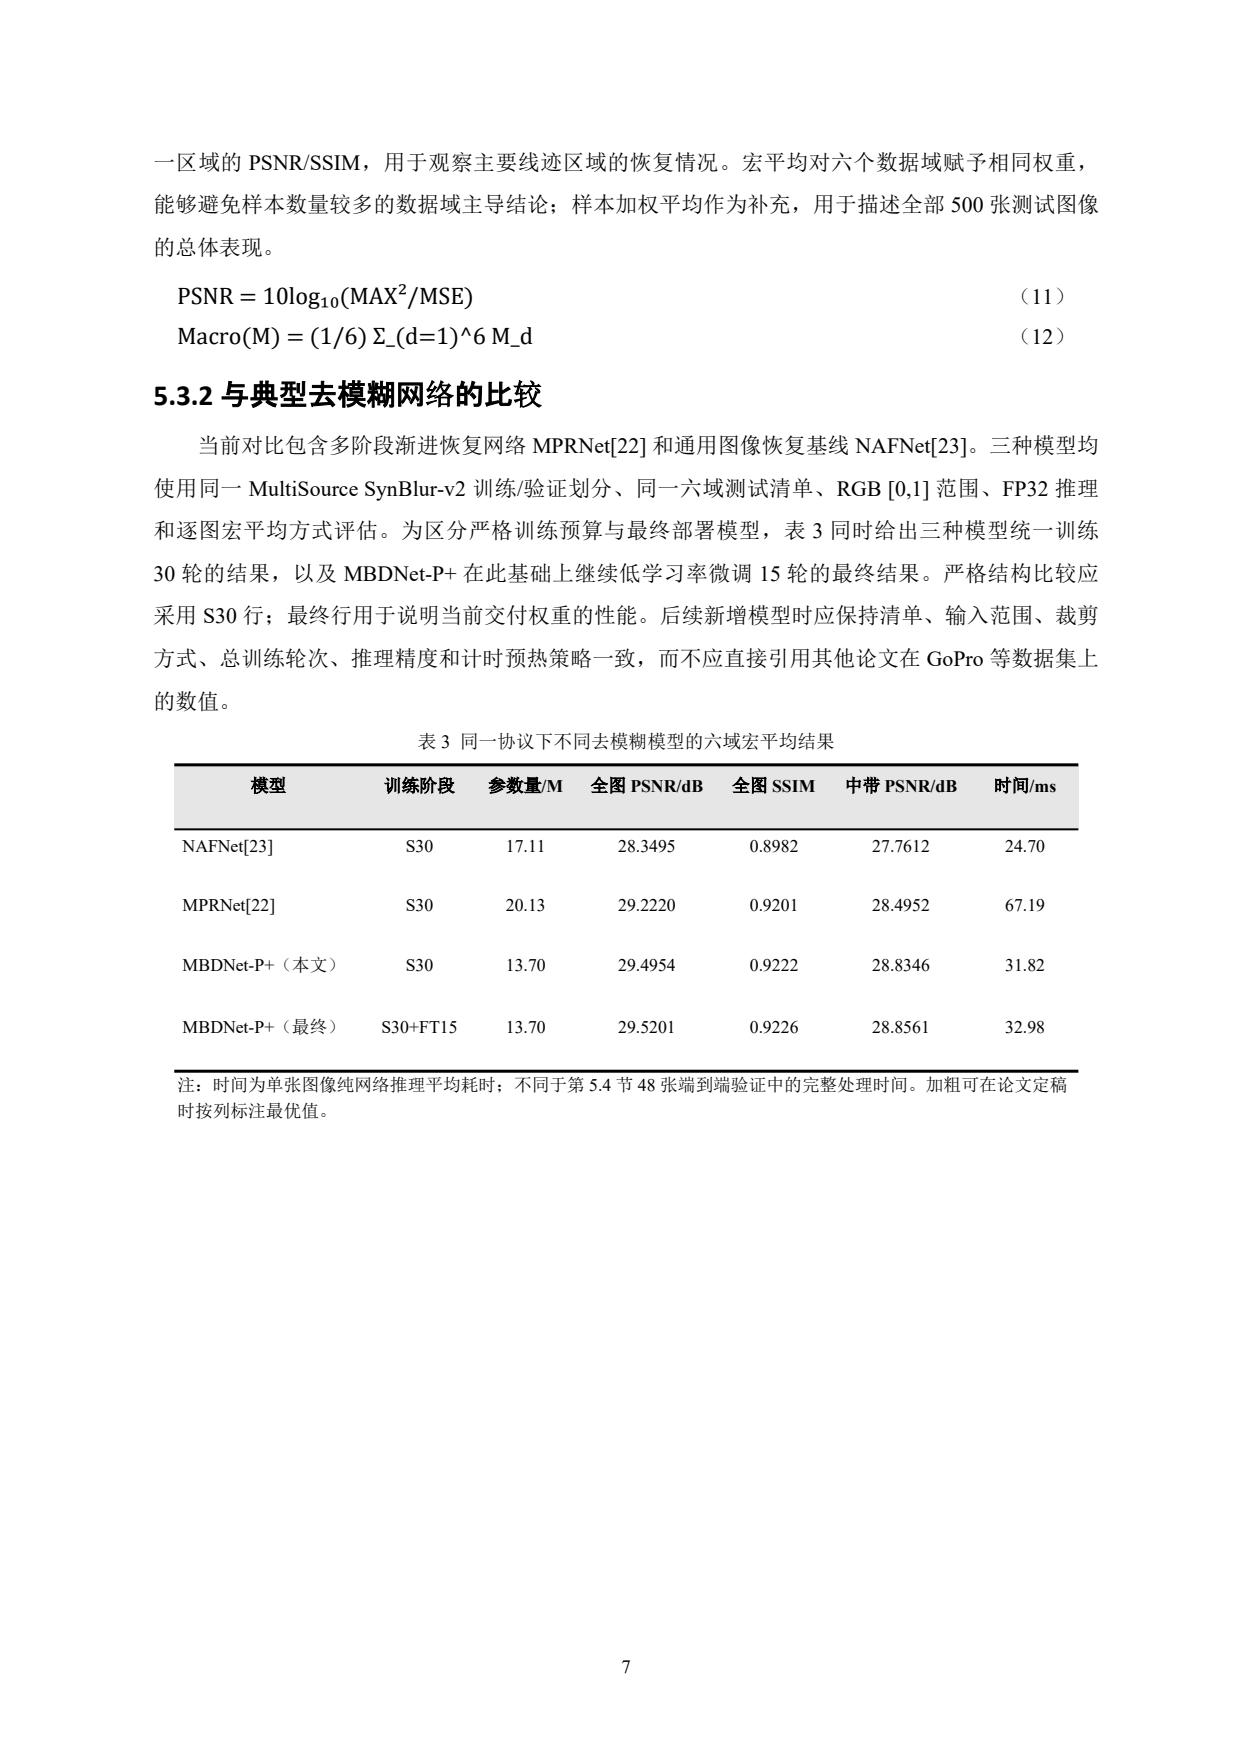 一区域的 PSNR/SSIM，用于观察主要线迹区域的恢复情况。宏平均对六个数据域赋予相同权重，
能够避免样本数量较多的数据域主导结论；样本加权平均作为补充，用于描述全部 500 张测试图像
的总体表现。
PSNR = 10log₁₀(MAX²/MSE) （11）
Macro(M) = (1/6) Σ_(d=1)^6 M_d （12）
5.3.2 与典型去模糊网络的比较
当前对比包含多阶段渐进恢复网络 MPRNet[22] 和通用图像恢复基线 NAFNet[23]。三种模型均
使用同一 MultiSource SynBlur-v2 训练/验证划分、同一六域测试清单、RGB [0,1] 范围、FP32 推理
和逐图宏平均方式评估。为区分严格训练预算与最终部署模型，表 3 同时给出三种模型统一训练
30 轮的结果，以及 MBDNet-P+ 在此基础上继续低学习率微调 15 轮的最终结果。严格结构比较应
采用 S30 行；最终行用于说明当前交付权重的性能。后续新增模型时应保持清单、输入范围、裁剪
方式、总训练轮次、推理精度和计时预热策略一致，而不应直接引用其他论文在 GoPro 等数据集上
的数值。
表 3 同一协议下不同去模糊模型的六域宏平均结果
模型 训练阶段 参数量/M 全图 PSNR/dB 全图 SSIM 中带 PSNR/dB 时间/ms
NAFNet[23] S30 17.11 28.3495 0.8982 27.7612 24.70
MPRNet[22] S30 20.13 29.2220 0.9201 28.4952 67.19
MBDNet-P+（本文） S30 13.70 29.4954 0.9222 28.8346 31.82
MBDNet-P+（最终） S30+FT15 13.70 29.5201 0.9226 28.8561 32.98
注：时间为单张图像纯网络推理平均耗时；不同于第 5.4 节 48 张端到端验证中的完整处理时间。加粗可在论文定稿
时按列标注最优值。
7